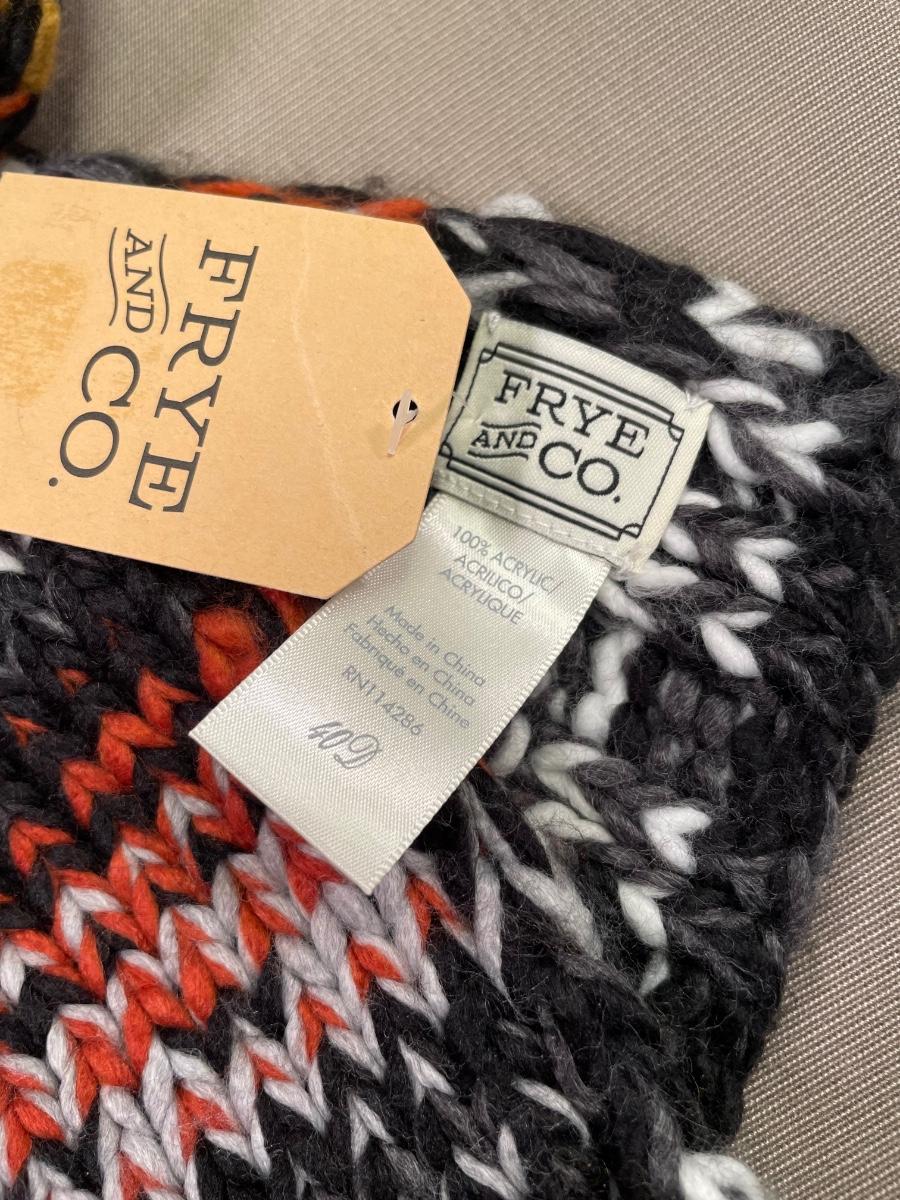 FRYE
AND CO.
FRYE
AND CO.
100% ACRYLIC/
ACRILICO/
ACRYLIQUE
Made in China
Hecho en China
Fabriqué en Chine
RN114286
40D